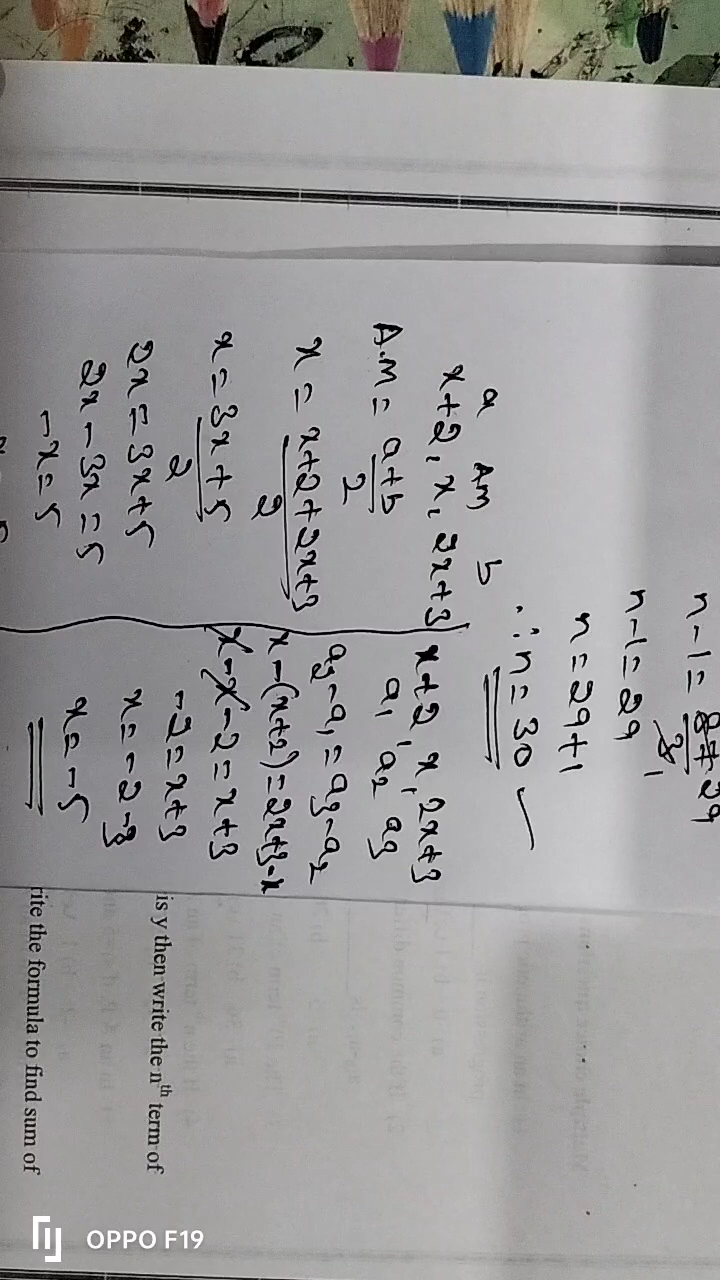 n-1=29
n=29+1
∴ n=30
a AM b
x+2, x, 2x+3
A.M = a+b/2
x = x+2+2x+3/2
x = 3x+5/2
2x = 3x+5
2x-3x = 5
-x = 5
x+2, x, 2x+3
a₁, a₂ a₃
a₂-a₁ = a₃-a₂
x-(x+2) = 2x+3-x
x-x-2 = x+3
-2 = x+3
x = -2-3
x = -5
is y then write the nth term of
rite the formula to find sum of
OPPO F19